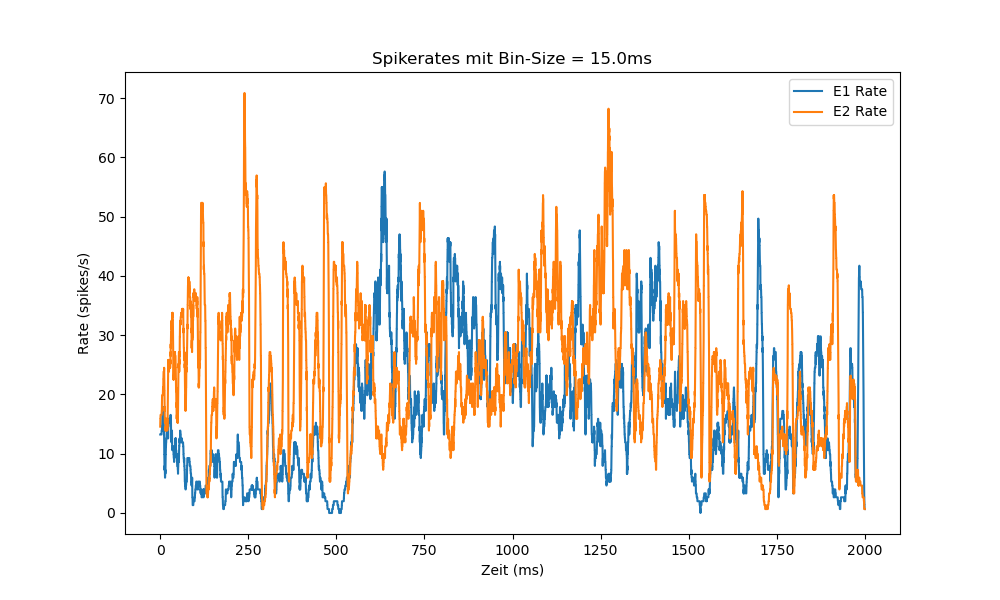 Spikerates mit Bin-Size = 15.0ms
E1 Rate
E2 Rate
70
60
50
40
30
20
10
0
Rate (spikes/s)
0 250 500 750 1000 1250 1500 1750 2000
Zeit (ms)